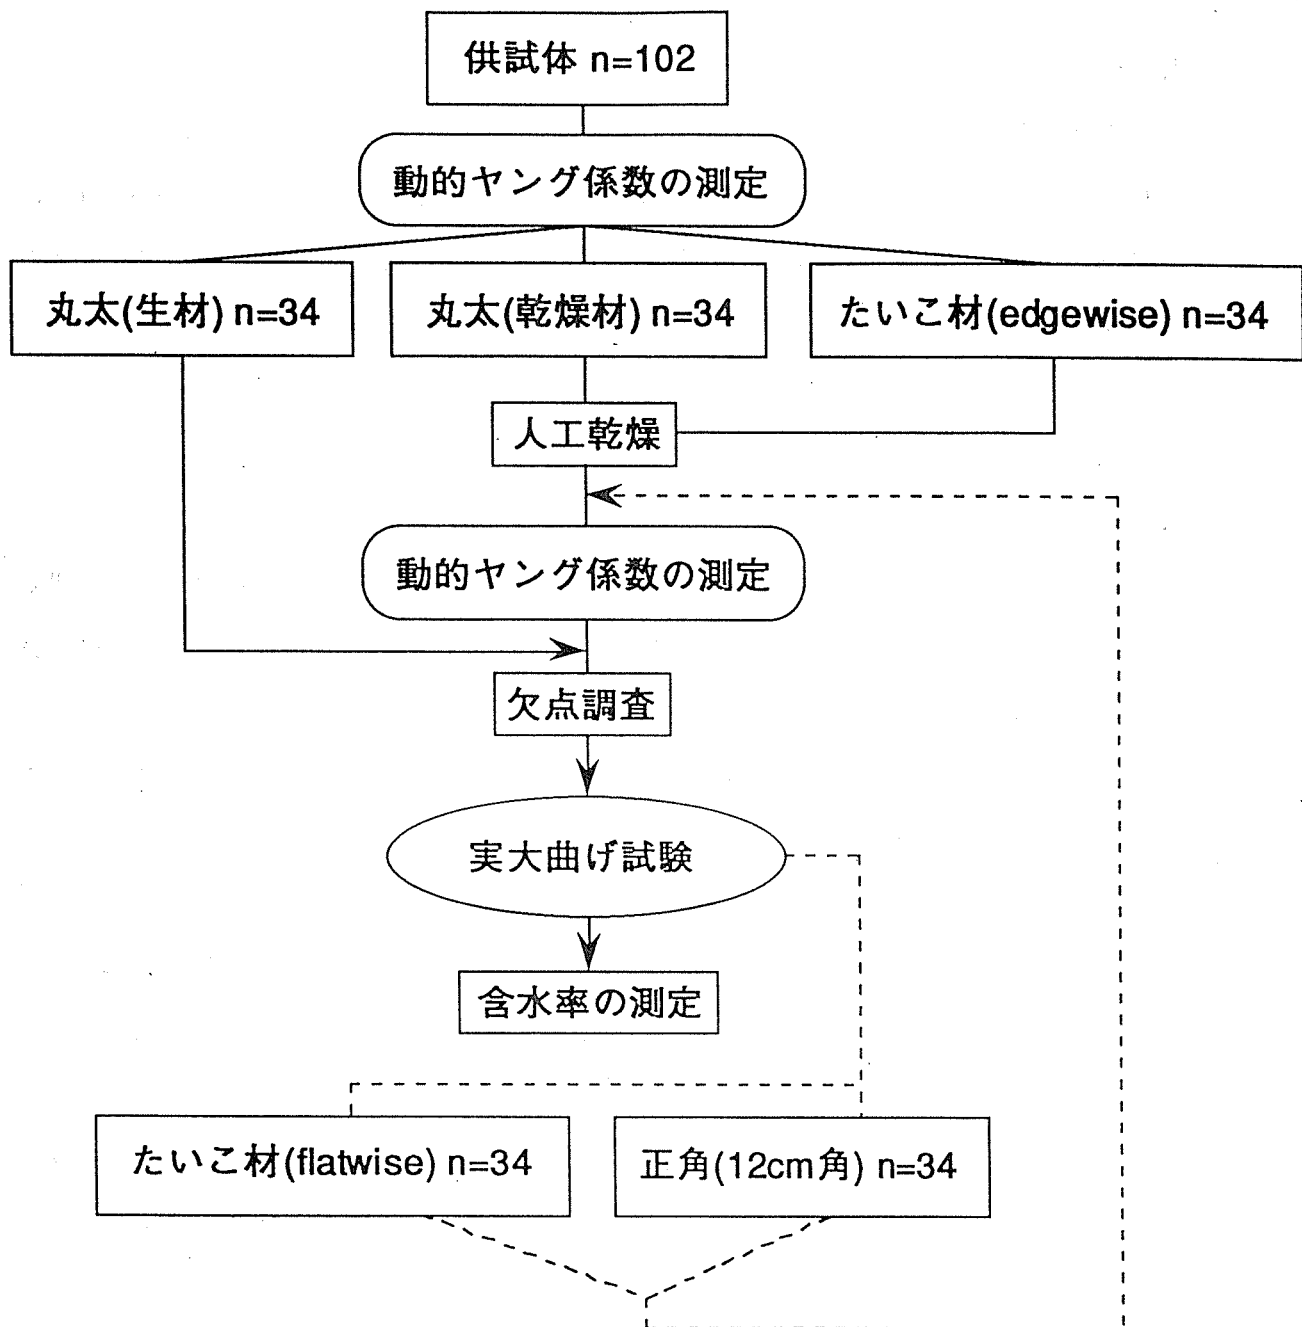 供試体 n=102
動的ヤング係数の測定
丸太(生材) n=34
丸太(乾燥材) n=34
たいこ材(edgewise) n=34
人工乾燥
動的ヤング係数の測定
欠点調査
実大曲げ試験
含水率の測定
たいこ材(flatwise) n=34
正角(12cm角) n=34